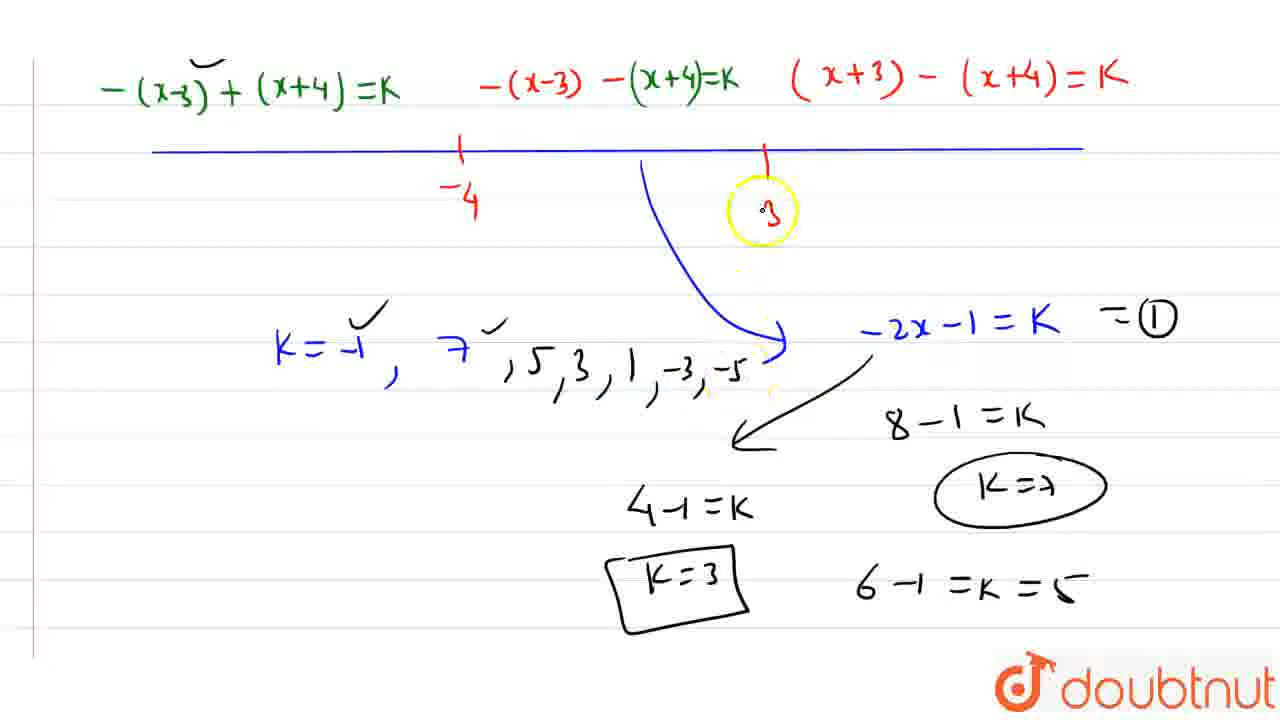 -(x-3)+(x+4)=K -(x-3)-(x+4)=K (x+3)-(x+4)=K
-4 3
K=-1, 7, 5, 3, 1, -3, -5 -2x-1=K =①
8-1=K
K=7
4-1=K
K=3
6-1=K=5
doubtnut